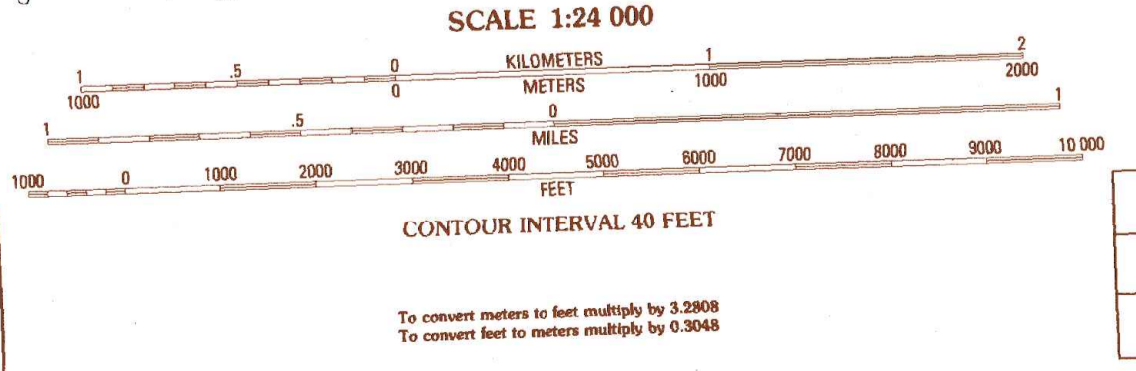 SCALE 1:24 000
1 .5 0 KILOMETERS 1 2
1000 0 METERS 1000 2000
1 .5 0 1
MILES
1000 0 1000 2000 3000 4000 5000 6000 7000 8000 9000 10 000
FEET
CONTOUR INTERVAL 40 FEET
To convert meters to feet multiply by 3.2808
To convert feet to meters multiply by 0.3048